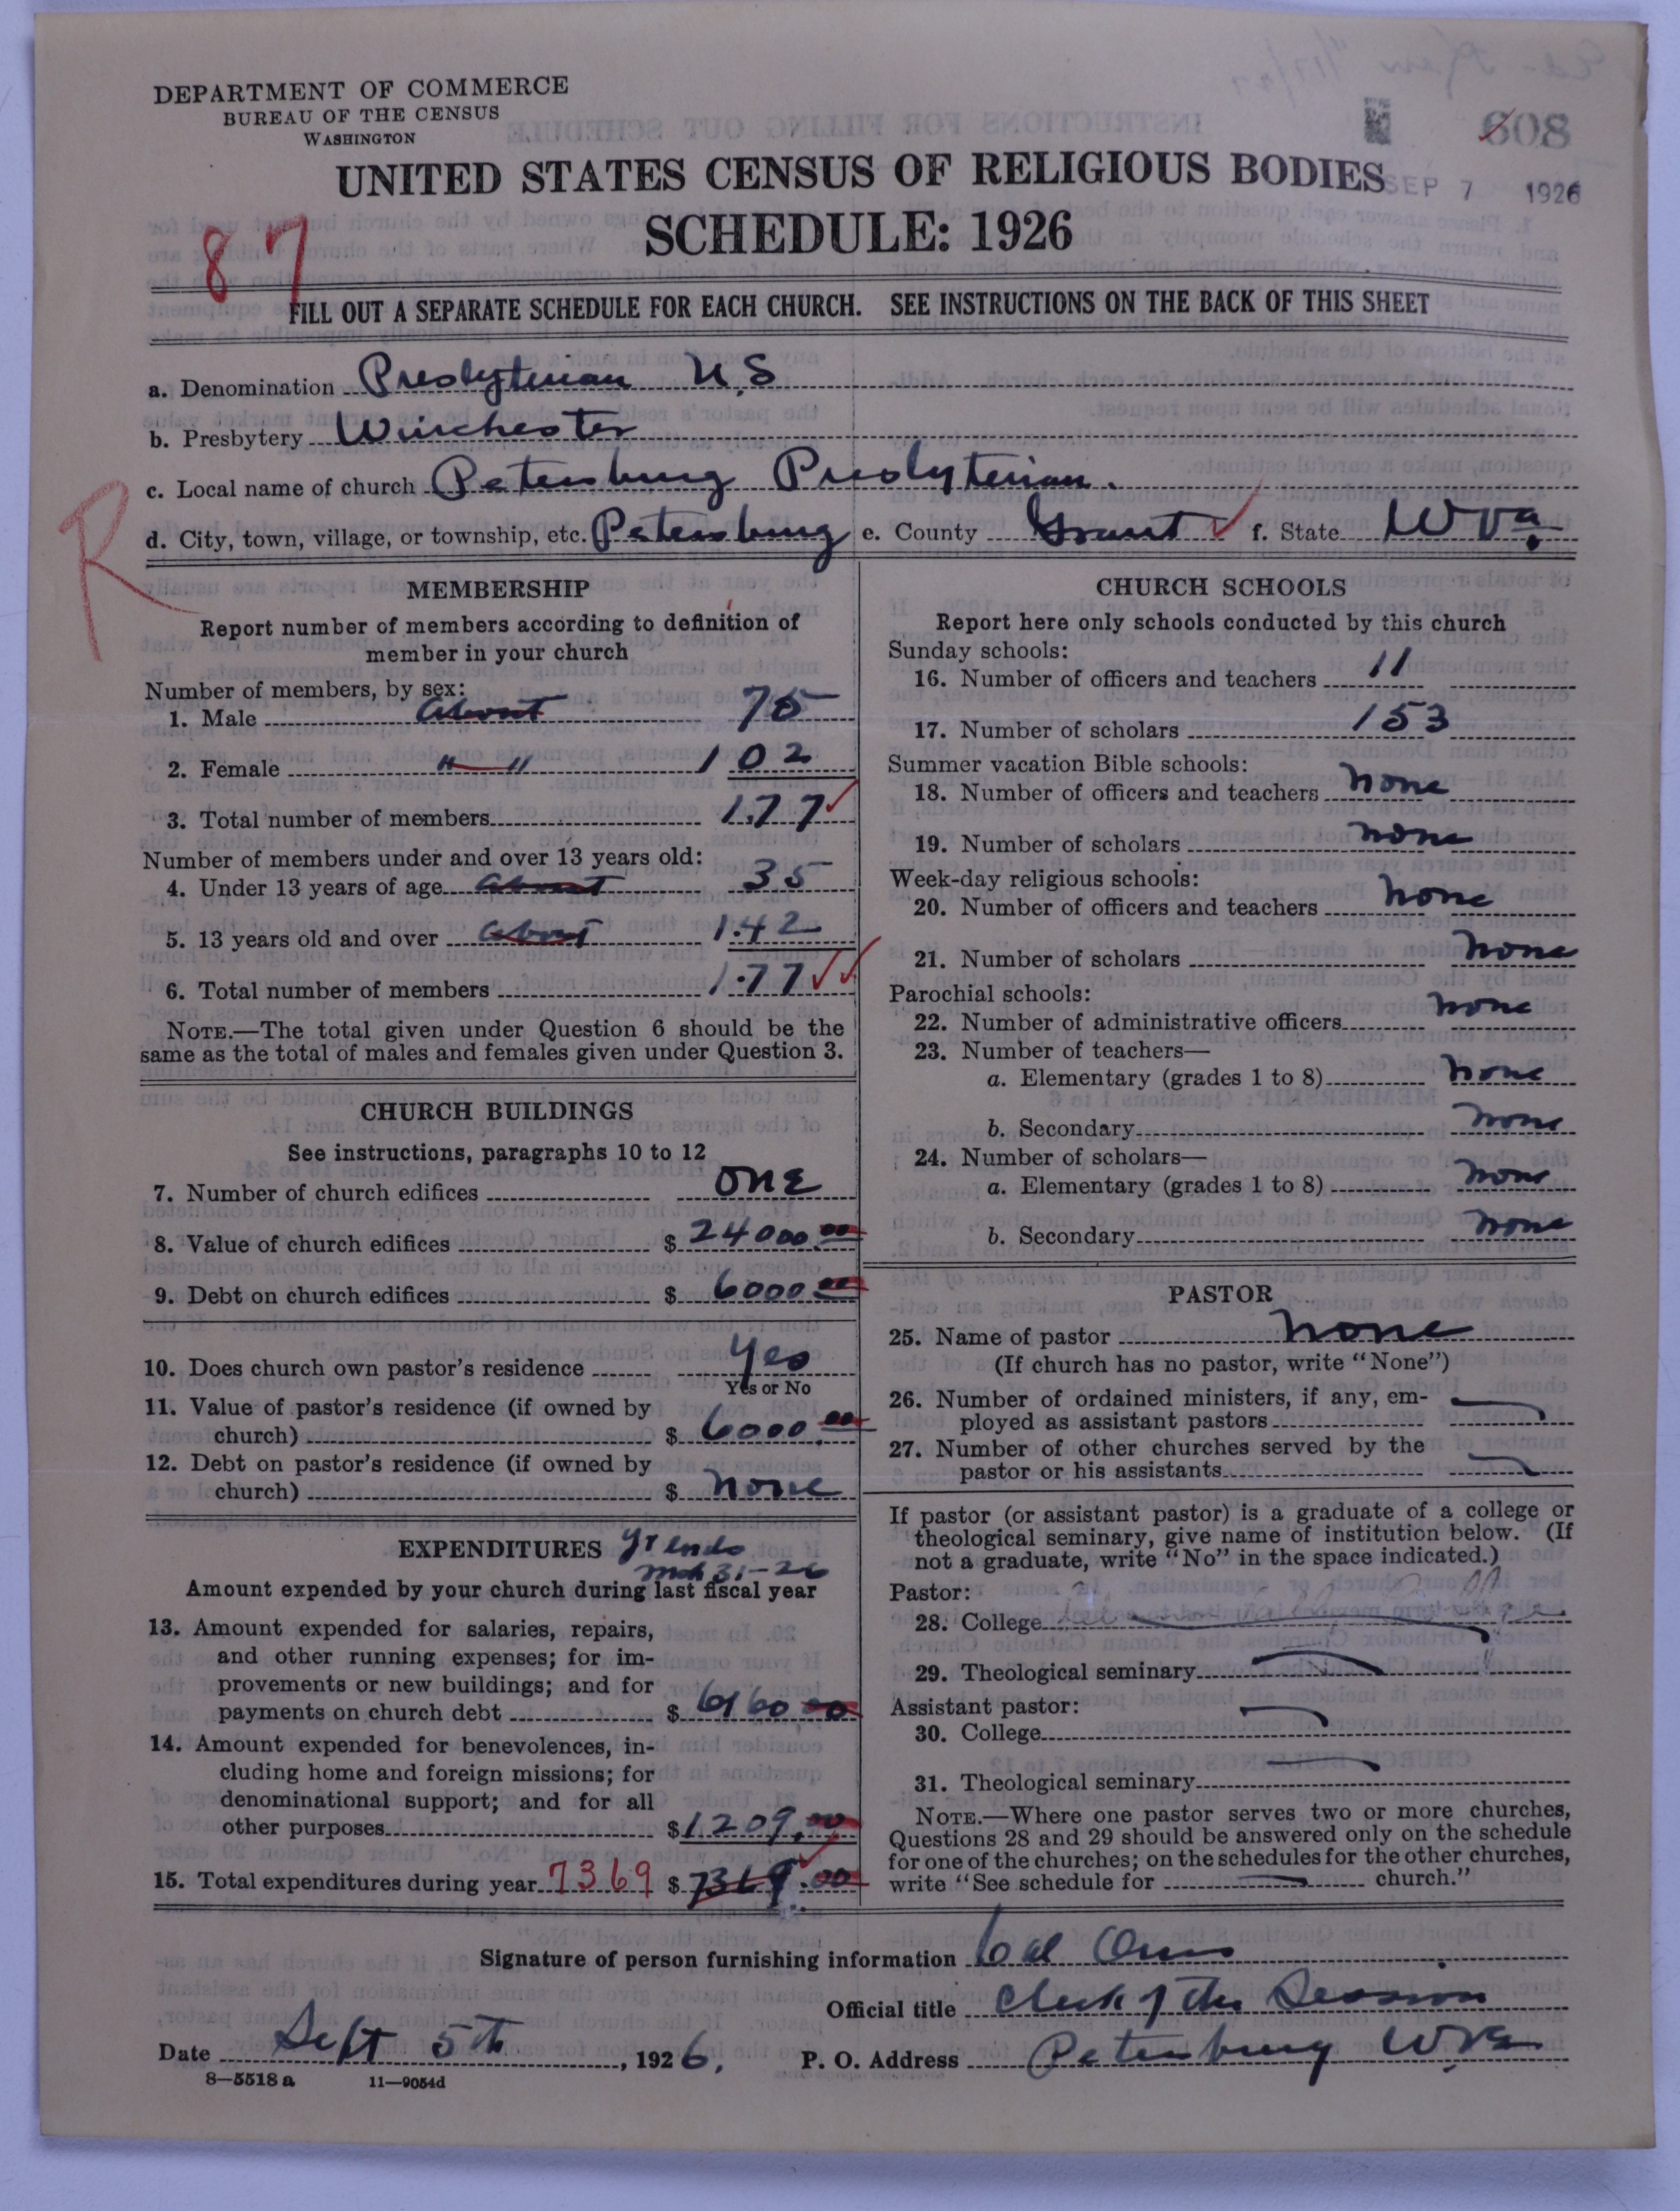 DEPARTMENT OF COMMERCE
BUREAU OF THE CENSUS
WASHINGTON
608
UNITED STATES CENSUS OF RELIGIOUS BODIES
SEP 7 1926
SCHEDULE: 1926
87
FILL OUT A SEPARATE SCHEDULE FOR EACH CHURCH. SEE INSTRUCTIONS ON THE BACK OF THIS SHEET
a. Denomination Presbyterian U.S
b. Presbytery Winchester
c. Local name of church Petersburg Presbyterian.
d. City, town, village, or township, etc. Petersburg e. County Grant f. State W Va.
R
MEMBERSHIP
Report number of members according to definition of
member in your church
Number of members, by sex:
1. Male About 75
2. Female " " 102
3. Total number of members 177
Number of members under and over 13 years old:
4. Under 13 years of age About 35
5. 13 years old and over About 142
6. Total number of members 177
NOTE.—The total given under Question 6 should be the
same as the total of males and females given under Question 3.
CHURCH BUILDINGS
See instructions, paragraphs 10 to 12
7. Number of church edifices one
8. Value of church edifices $ 24000.00
9. Debt on church edifices $ 6000.00
10. Does church own pastor's residence Yes
Yes or No
11. Value of pastor's residence (if owned by
church) $ 6000.00
12. Debt on pastor's residence (if owned by
church) $ none
EXPENDITURES Yr ends
Mch 31-26
Amount expended by your church during last fiscal year
13. Amount expended for salaries, repairs,
and other running expenses; for im-
provements or new buildings; and for
payments on church debt $ 6160 00
14. Amount expended for benevolences, in-
cluding home and foreign missions; for
denominational support; and for all
other purposes $ 1209.00
15. Total expenditures during year 7369 $ 7369.00
CHURCH SCHOOLS
Report here only schools conducted by this church
Sunday schools:
16. Number of officers and teachers 11
17. Number of scholars 153
Summer vacation Bible schools:
18. Number of officers and teachers none
19. Number of scholars none
Week-day religious schools:
20. Number of officers and teachers none
21. Number of scholars none
Parochial schools:
22. Number of administrative officers none
23. Number of teachers—
a. Elementary (grades 1 to 8) none
b. Secondary none
24. Number of scholars—
a. Elementary (grades 1 to 8) none
b. Secondary none
PASTOR
25. Name of pastor none
(If church has no pastor, write "None")
26. Number of ordained ministers, if any, em-
ployed as assistant pastors
27. Number of other churches served by the
pastor or his assistants
If pastor (or assistant pastor) is a graduate of a college or
theological seminary, give name of institution below. (If
not a graduate, write "No" in the space indicated.)
Pastor:
28. College
29. Theological seminary
Assistant pastor:
30. College
31. Theological seminary
NOTE.—Where one pastor serves two or more churches,
Questions 28 and 29 should be answered only on the schedule
for one of the churches; on the schedules for the other churches,
write "See schedule for church."
Signature of person furnishing information
Official title Clerk of the Session
Date Sept 5th, 1926. P. O. Address Petersburg W Va
8—5518 a 11—9054d